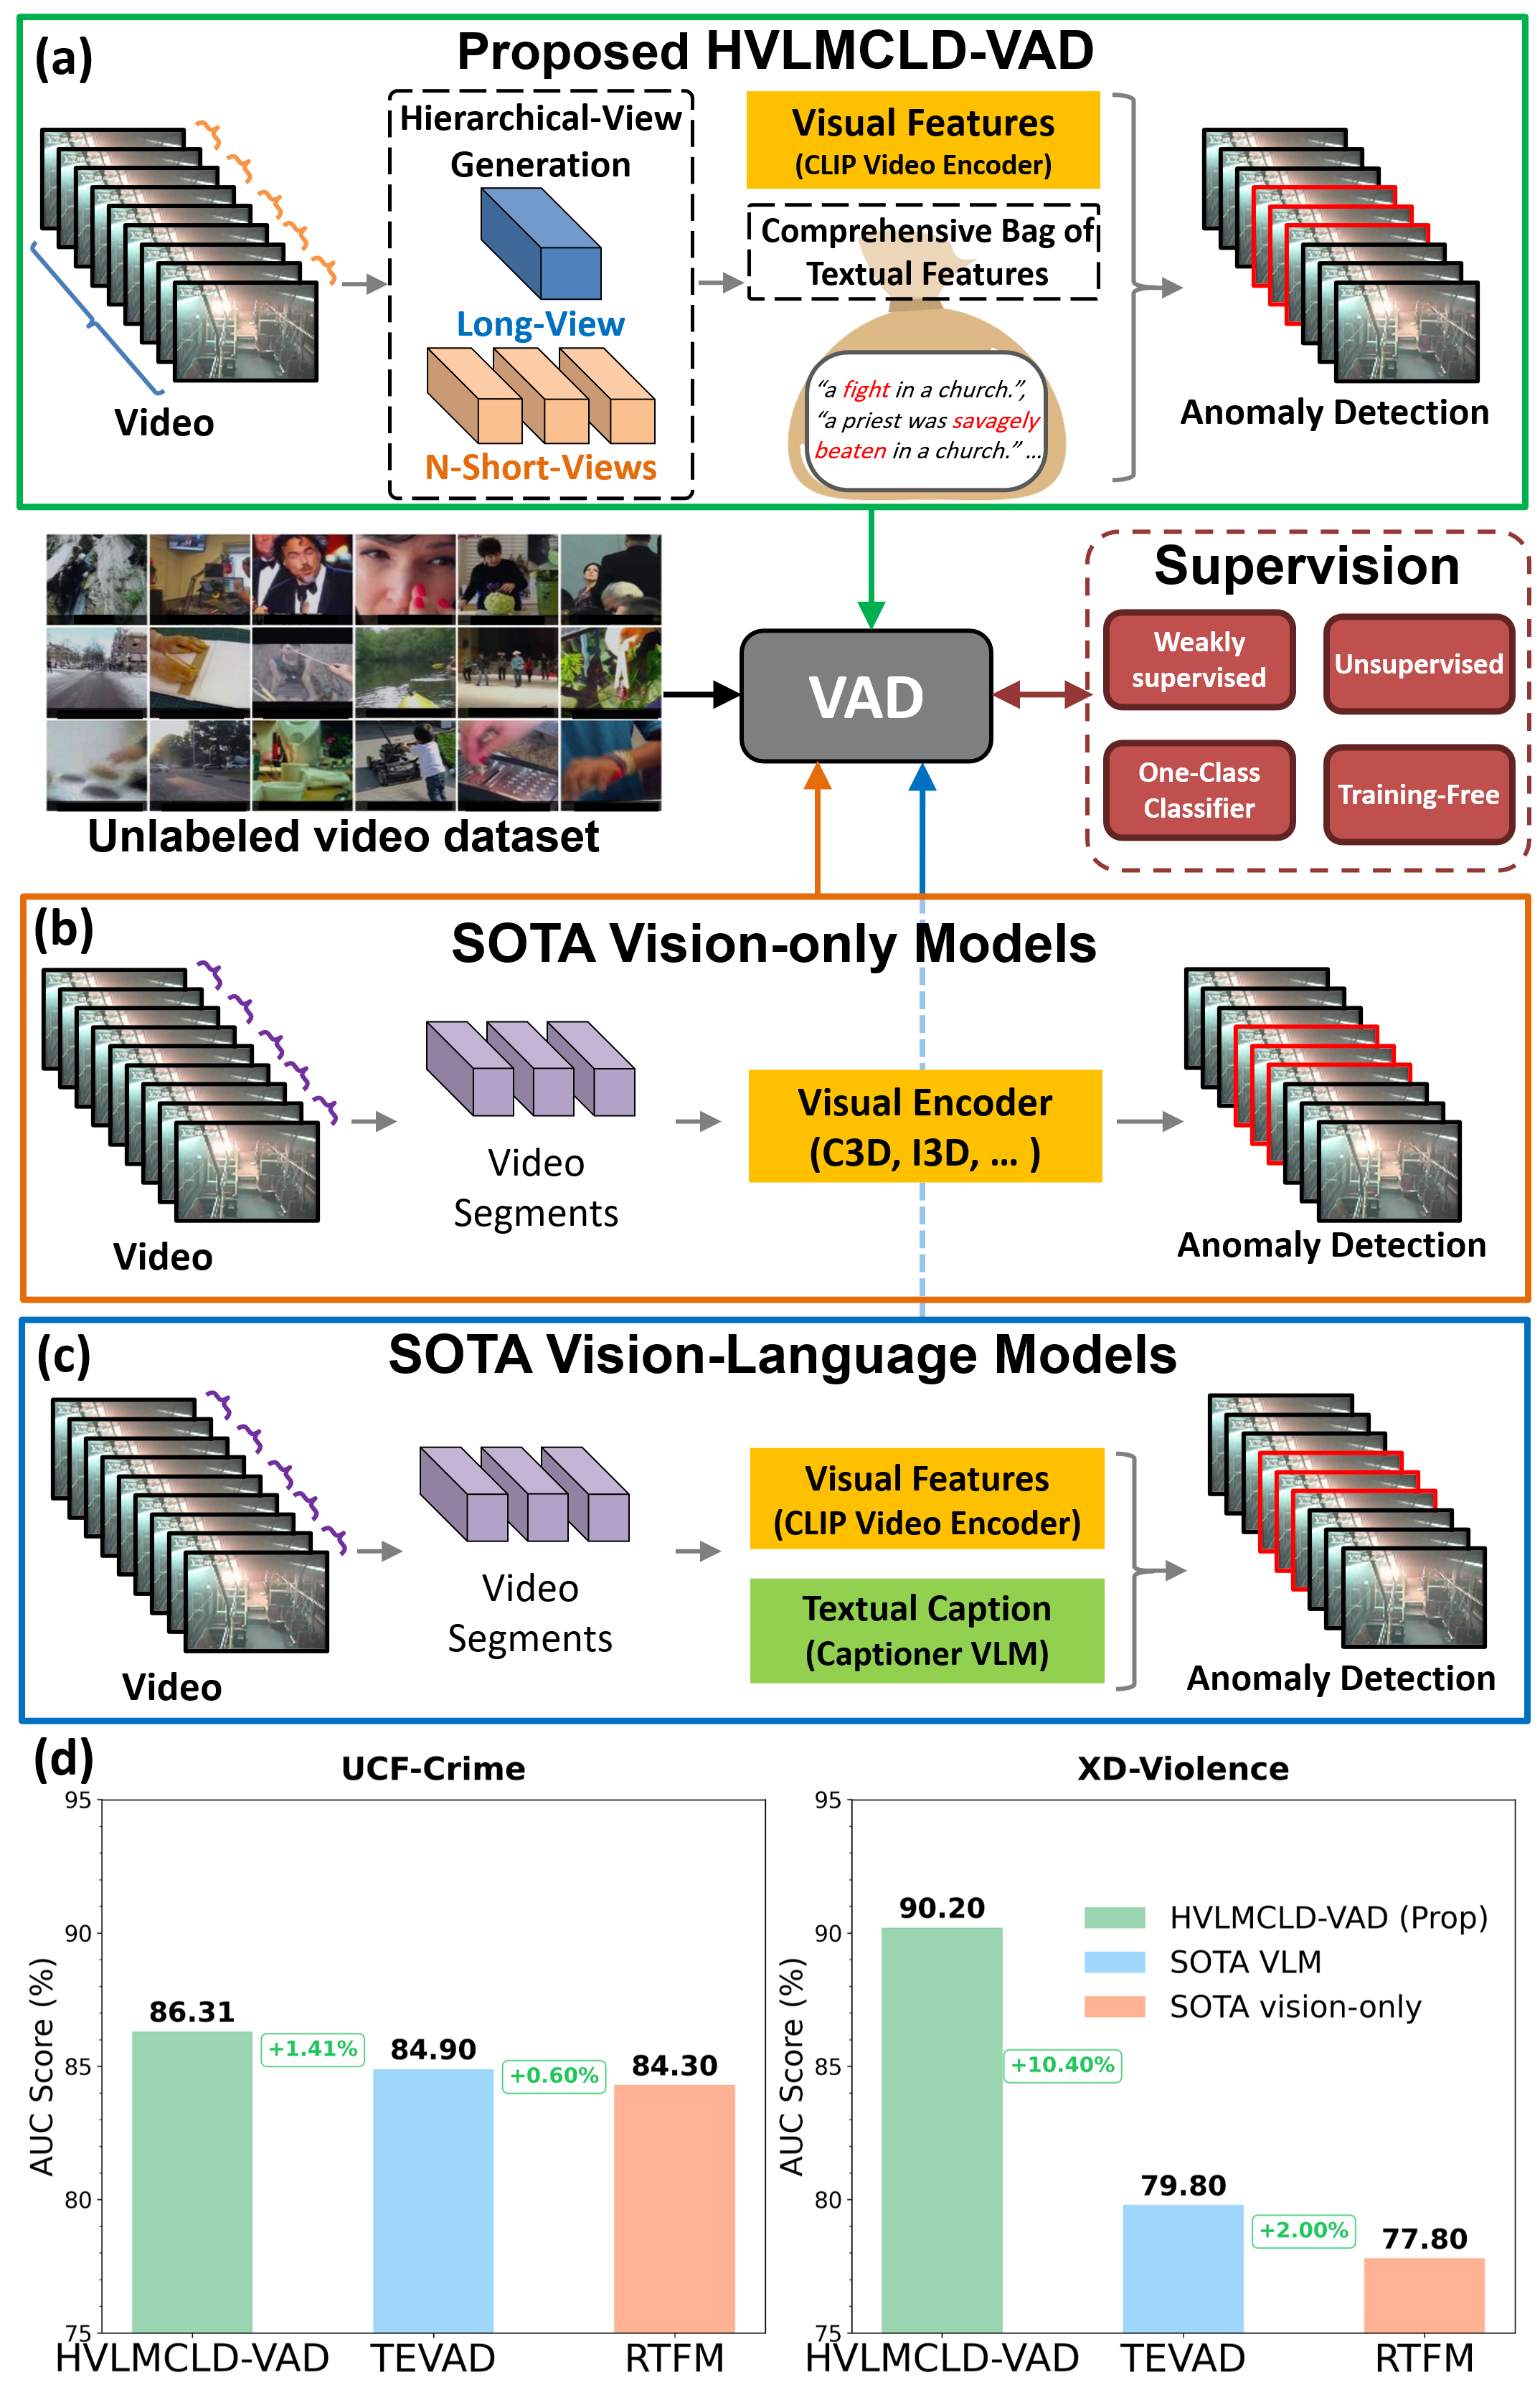 (a)
Proposed HVLMCLD-VAD
Video
Hierarchical-View
Generation
Long-View
N-Short-Views
Visual Features
(CLIP Video Encoder)
Comprehensive Bag of
Textual Features
“a fight in a church.”,
“a priest was savagely
beaten in a church.” ...
Anomaly Detection
Unlabeled video dataset
VAD
Supervision
Weakly
supervised
Unsupervised
One-Class
Classifier
Training-Free
(b)
SOTA Vision-only Models
Video
Video
Segments
Visual Encoder
(C3D, I3D, ... )
Anomaly Detection
(c)
SOTA Vision-Language Models
Video
Video
Segments
Visual Features
(CLIP Video Encoder)
Textual Caption
(Captioner VLM)
Anomaly Detection
(d)
UCF-Crime
AUC Score (%)
95
90
85
80
75
86.31
+1.41%
84.90
+0.60%
84.30
HVLMCLD-VAD
TEVAD
RTFM
XD-Violence
AUC Score (%)
95
90
85
80
75
90.20
+10.40%
79.80
+2.00%
77.80
HVLMCLD-VAD (Prop)
SOTA VLM
SOTA vision-only
HVLMCLD-VAD
TEVAD
RTFM